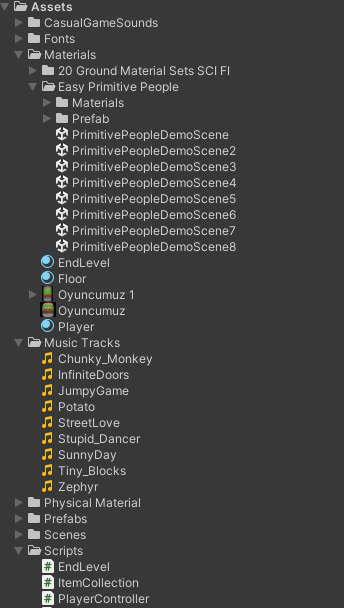 Assets
CasualGameSounds
Fonts
Materials
20 Ground Material Sets SCI FI
Easy Primitive People
Materials
Prefab
PrimitivePeopleDemoScene
PrimitivePeopleDemoScene2
PrimitivePeopleDemoScene3
PrimitivePeopleDemoScene4
PrimitivePeopleDemoScene5
PrimitivePeopleDemoScene6
PrimitivePeopleDemoScene7
PrimitivePeopleDemoScene8
EndLevel
Floor
Oyuncumuz 1
Oyuncumuz
Player
Music Tracks
Chunky_Monkey
InfiniteDoors
JumpyGame
Potato
StreetLove
Stupid_Dancer
SunnyDay
Tiny_Blocks
Zephyr
Physical Material
Prefabs
Scenes
Scripts
EndLevel
ItemCollection
PlayerController